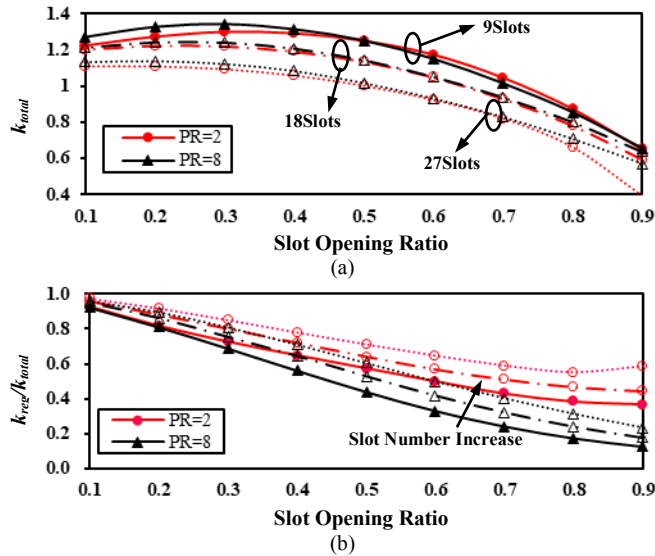 1.4
1.2
1
0.8
0.6
0.4
k_total
9Slots
18Slots
27Slots
PR=2
PR=8
0.1 0.2 0.3 0.4 0.5 0.6 0.7 0.8 0.9
Slot Opening Ratio
(a)
1.0
0.8
0.6
0.4
0.2
0.0
k_reg/k_total
Slot Number Increase
PR=2
PR=8
0.1 0.2 0.3 0.4 0.5 0.6 0.7 0.8 0.9
Slot Opening Ratio
(b)